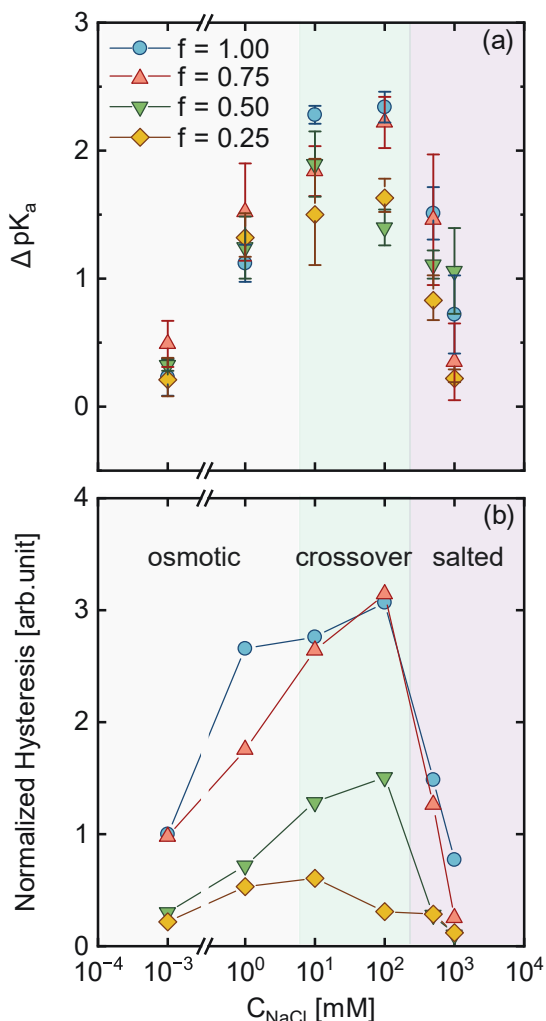 3
(a)
f = 1.00
f = 0.75
f = 0.50
f = 0.25
2
1
0
Δ pKₐ
4
(b)
osmotic crossover salted
3
2
1
0
Normalized Hysteresis [arb.unit]
10⁻⁴ 10⁻³ 10⁰ 10¹ 10² 10³ 10⁴
C_NaCl [mM]